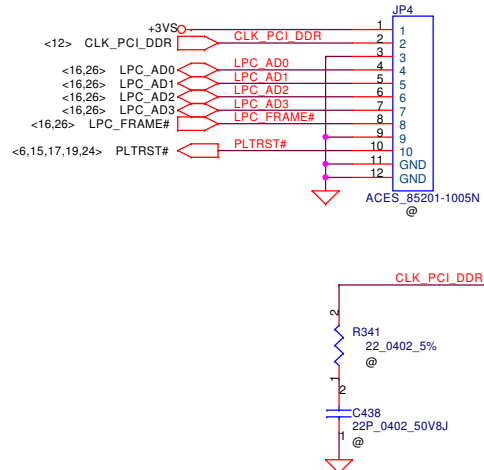 JP4
+3VS 1 1
<12> CLK_PCI_DDR CLK_PCI_DDR 2 2
3 3
<16,26> LPC_AD0 LPC_AD0 4 4
<16,26> LPC_AD1 LPC_AD1 5 5
<16,26> LPC_AD2 LPC_AD2 6 6
<16,26> LPC_AD3 LPC_AD3 7 7
<16,26> LPC_FRAME# LPC_FRAME# 8 8
9 9
<6,15,17,19,24> PLTRST# PLTRST# 10 10
11 GND
12 GND
ACES_85201-1005N
@
CLK_PCI_DDR
2
R341
22_0402_5%
@
1
2
C438
22P_0402_50V8J
1
@